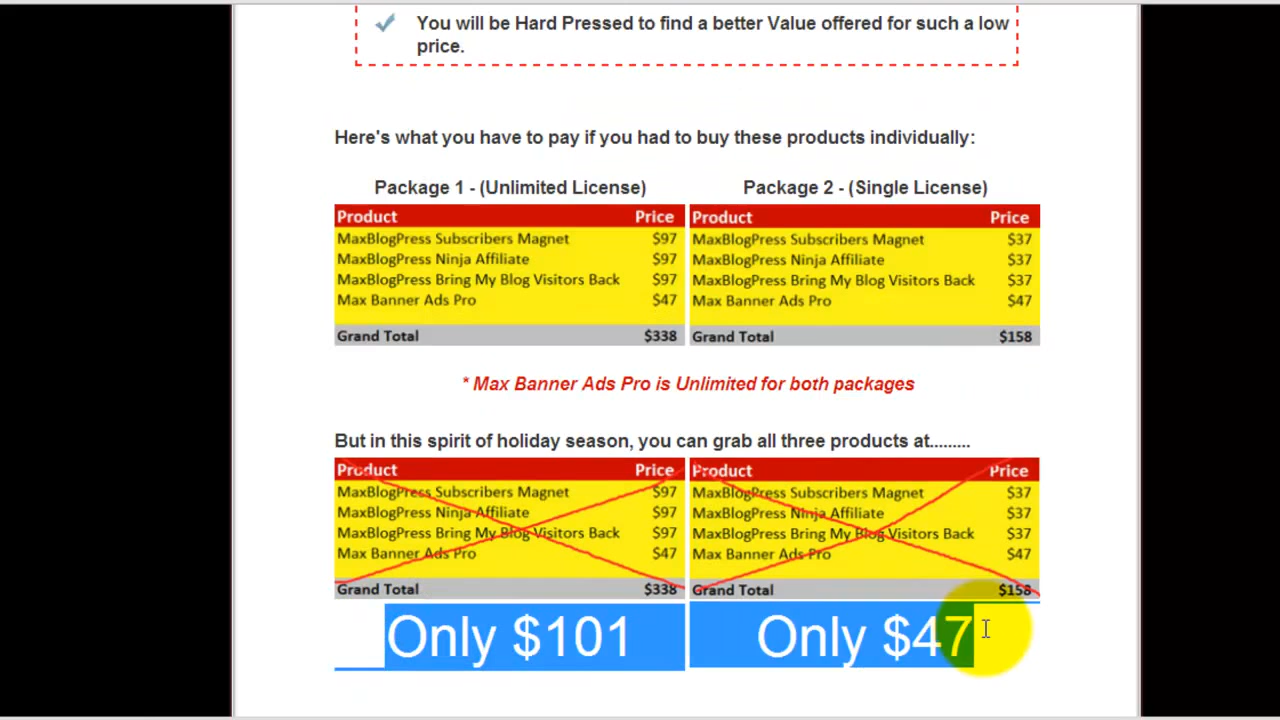 You will be Hard Pressed to find a better Value offered for such a low
price.
Here's what you have to pay if you had to buy these products individually:
Package 1 - (Unlimited License)
Product Price
MaxBlogPress Subscribers Magnet $97
MaxBlogPress Ninja Affiliate $97
MaxBlogPress Bring My Blog Visitors Back $97
Max Banner Ads Pro $47
Grand Total $338
Package 2 - (Single License)
Product Price
MaxBlogPress Subscribers Magnet $37
MaxBlogPress Ninja Affiliate $37
MaxBlogPress Bring My Blog Visitors Back $37
Max Banner Ads Pro $47
Grand Total $158
* Max Banner Ads Pro is Unlimited for both packages
But in this spirit of holiday season, you can grab all three products at.........
Product Price
MaxBlogPress Subscribers Magnet $97
MaxBlogPress Ninja Affiliate $97
MaxBlogPress Bring My Blog Visitors Back $97
Max Banner Ads Pro $47
Grand Total $338
Only $101
Product Price
MaxBlogPress Subscribers Magnet $37
MaxBlogPress Ninja Affiliate $37
MaxBlogPress Bring My Blog Visitors Back $37
Max Banner Ads Pro $47
Grand Total $158
Only $47